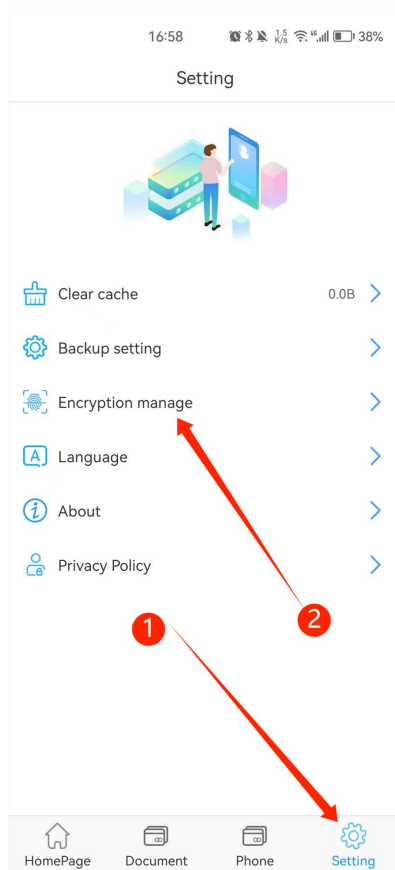 16:58 1.5 K/s 46 38%
Setting
Clear cache 0.0B
Backup setting
Encryption manage
A Language
i About
Privacy Policy
1 2
HomePage Document Phone Setting